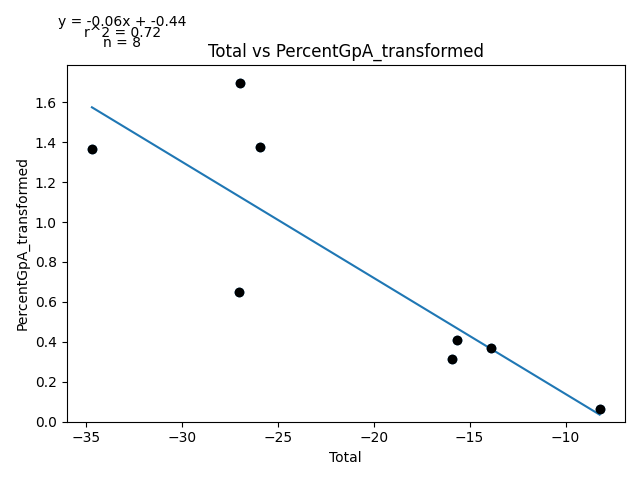 y = -0.06x + -0.44
r^2 = 0.72
n = 8
Total vs PercentGpA_transformed
PercentGpA_transformed
1.6
1.4
1.2
1.0
0.8
0.6
0.4
0.2
0.0
−35 −30 −25 −20 −15 −10
Total